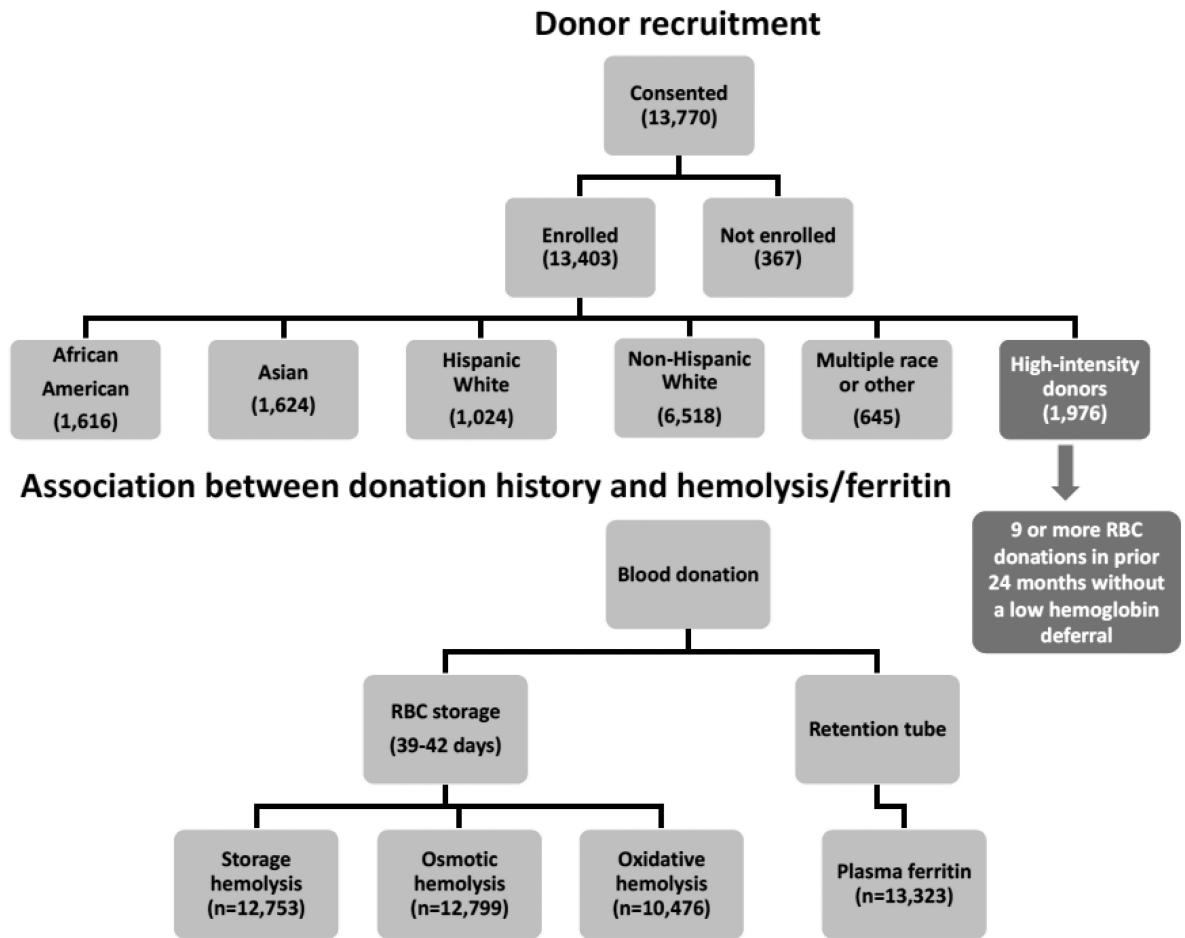 Donor recruitment
Consented
(13,770)
Enrolled
(13,403)
Not enrolled
(367)
African
American
(1,616)
Asian
(1,624)
Hispanic
White
(1,024)
Non-Hispanic
White
(6,518)
Multiple race
or other
(645)
High-intensity
donors
(1,976)
9 or more RBC
donations in prior
24 months without
a low hemoglobin
deferral
Association between donation history and hemolysis/ferritin
Blood donation
RBC storage
(39-42 days)
Retention tube
Storage
hemolysis
(n=12,753)
Osmotic
hemolysis
(n=12,799)
Oxidative
hemolysis
(n=10,476)
Plasma ferritin
(n=13,323)